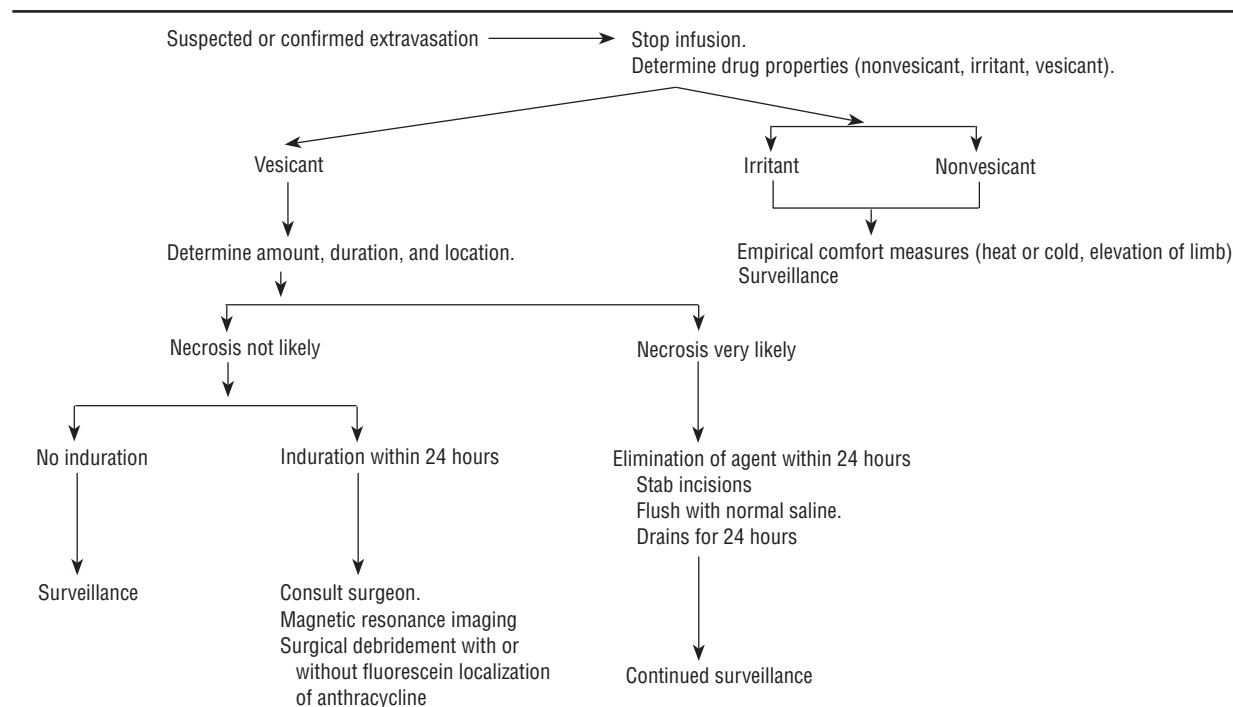 Suspected or confirmed extravasation
Stop infusion.
Determine drug properties (nonvesicant, irritant, vesicant).
Vesicant
Irritant
Nonvesicant
Determine amount, duration, and location.
Empirical comfort measures (heat or cold, elevation of limb)
Surveillance
Necrosis not likely
Necrosis very likely
No induration
Induration within 24 hours
Elimination of agent within 24 hours
Stab incisions
Flush with normal saline.
Drains for 24 hours
Surveillance
Consult surgeon.
Magnetic resonance imaging
Surgical debridement with or
without fluorescein localization
of anthracycline
Continued surveillance